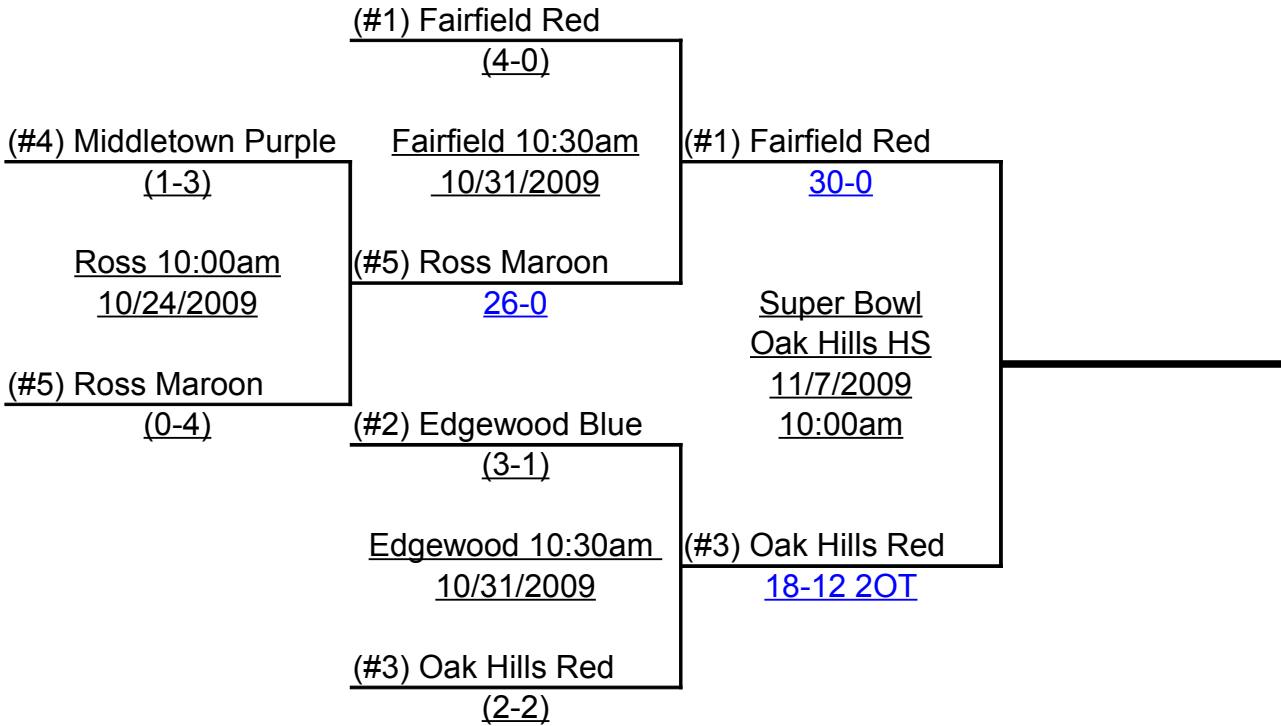 (#1) Fairfield Red
(4-0)
(#4) Middletown Purple
(1-3)
Fairfield 10:30am
10/31/2009
(#1) Fairfield Red
30-0
Ross 10:00am
10/24/2009
(#5) Ross Maroon
26-0
Super Bowl
Oak Hills HS
11/7/2009
10:00am
(#5) Ross Maroon
(0-4)
(#2) Edgewood Blue
(3-1)
Edgewood 10:30am
10/31/2009
(#3) Oak Hills Red
18-12 2OT
(#3) Oak Hills Red
(2-2)